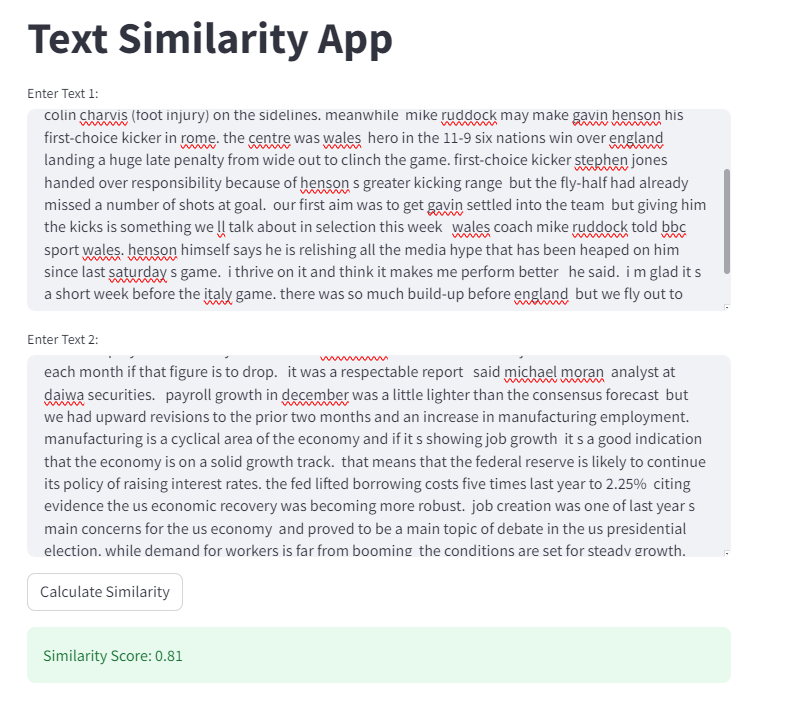 Text Similarity App
Enter Text 1:
colin charvis (foot injury) on the sidelines. meanwhile  mike ruddock may make gavin henson his
first-choice kicker in rome. the centre was wales  hero in the 11-9 six nations win over england
landing a huge late penalty from wide out to clinch the game. first-choice kicker stephen jones
handed over responsibility because of henson s greater kicking range  but the fly-half had already
missed a number of shots at goal.  our first aim was to get gavin settled into the team  but giving him
the kicks is something we ll talk about in selection this week   wales coach mike ruddock told bbc
sport wales. henson himself says he is relishing all the media hype that has been heaped on him
since last saturday s game.  i thrive on it and think it makes me perform better   he said.  i m glad it s
a short week before the italy game. there was so much build-up before england  but we fly out to
Enter Text 2:
each month if that figure is to drop.   it was a respectable report   said michael moran  analyst at
daiwa securities.   payroll growth in december was a little lighter than the consensus forecast  but
we had upward revisions to the prior two months and an increase in manufacturing employment.
manufacturing is a cyclical area of the economy and if it s showing job growth  it s a good indication
that the economy is on a solid growth track.  that means that the federal reserve is likely to continue
its policy of raising interest rates. the fed lifted borrowing costs five times last year to 2.25%  citing
evidence the us economic recovery was becoming more robust.  job creation was one of last year s
main concerns for the us economy  and proved to be a main topic of debate in the us presidential
election. while demand for workers is far from booming  the conditions are set for steady growth.
Calculate Similarity
Similarity Score: 0.81